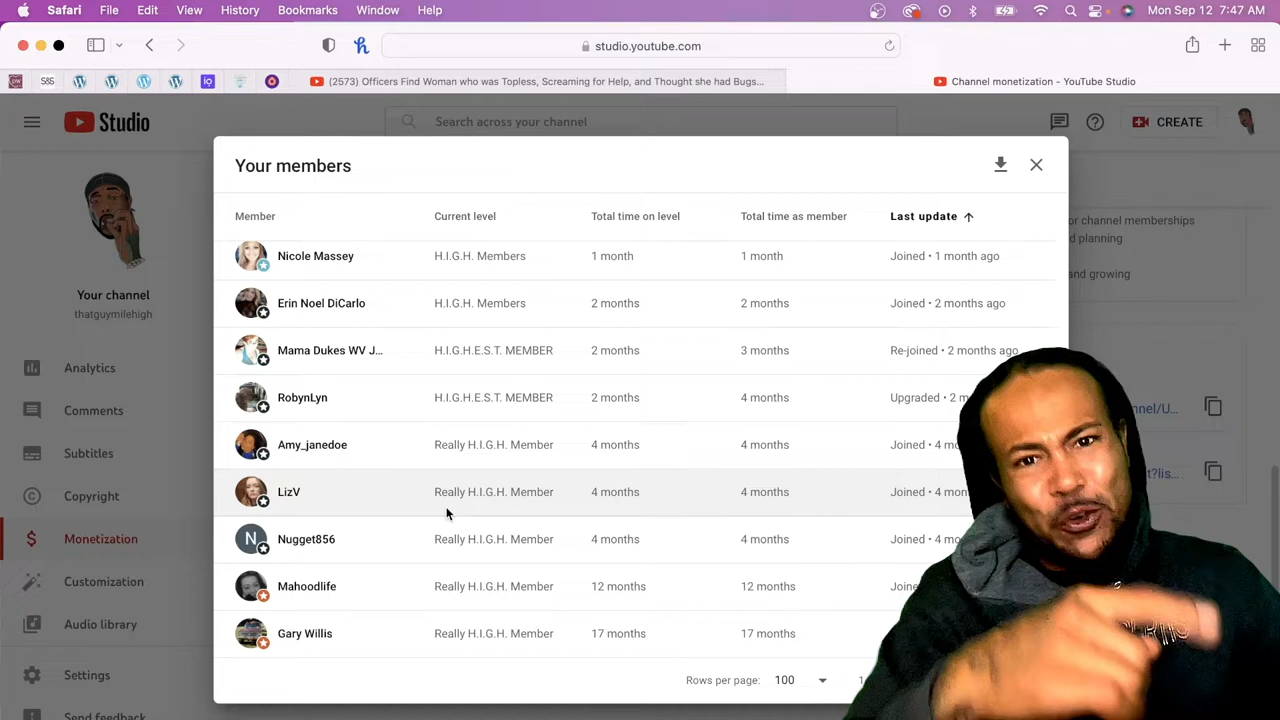 Safari File Edit View History Bookmarks Window Help Mon Sep 12 7:47 AM
studio.youtube.com
S&S IQ (2573) Officers Find Woman who was Topless, Screaming for Help, and Thought she had Bugs... Channel monetization - YouTube Studio
Studio Search across your channel CREATE
Your members
Member Current level Total time on level Total time as member Last update
Nicole Massey H.I.G.H. Members 1 month 1 month Joined • 1 month ago
Erin Noel DiCarlo H.I.G.H. Members 2 months 2 months Joined • 2 months ago
Mama Dukes WV J... H.I.G.H.E.S.T. MEMBER 2 months 3 months Re-joined • 2 months ago
RobynLyn H.I.G.H.E.S.T. MEMBER 2 months 4 months Upgraded • 2 m
Amy_janedoe Really H.I.G.H. Member 4 months 4 months Joined • 4 mo
LizV Really H.I.G.H. Member 4 months 4 months Joined • 4 mon
N Nugget856 Really H.I.G.H. Member 4 months 4 months Joined • 4 mo
Mahoodlife Really H.I.G.H. Member 12 months 12 months Joine
Gary Willis Really H.I.G.H. Member 17 months 17 months
Rows per page: 100
Your channel
thatguymilehigh
Analytics
Comments
Subtitles
Copyright
Monetization
Customization
Audio library
Settings
Send feedback
or channel memberships
d planning
and growing
nnel/U...
t?lis...